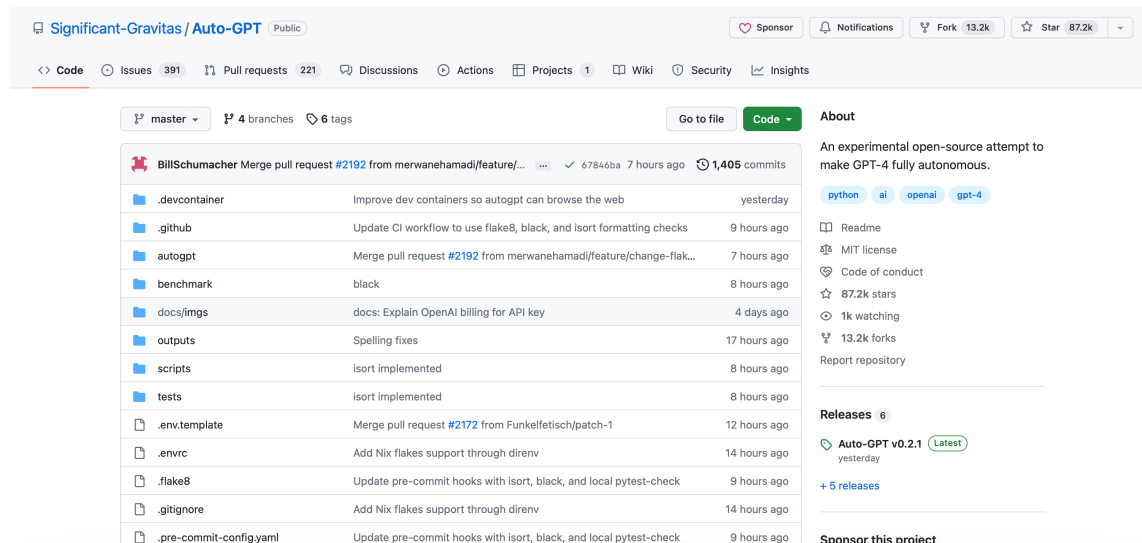 Significant-Gravitas / Auto-GPT Public
Sponsor Notifications Fork 13.2k Star 87.2k
Code Issues 391 Pull requests 221 Discussions Actions Projects 1 Wiki Security Insights
master 4 branches 6 tags Go to file Code
BillSchumacher Merge pull request #2192 from merwanehamadi/feature/... ... 67846ba 7 hours ago 1,405 commits
.devcontainer Improve dev containers so autogpt can browse the web yesterday
.github Update CI workflow to use flake8, black, and isort formatting checks 9 hours ago
autogpt Merge pull request #2192 from merwanehamadi/feature/change-flak... 7 hours ago
benchmark black 8 hours ago
docs/imgs docs: Explain OpenAI billing for API key 4 days ago
outputs Spelling fixes 17 hours ago
scripts isort implemented 8 hours ago
tests isort implemented 8 hours ago
.env.template Merge pull request #2172 from Funkelfetisch/patch-1 12 hours ago
.envrc Add Nix flakes support through direnv 14 hours ago
.flake8 Update pre-commit hooks with isort, black, and local pytest-check 9 hours ago
.gitignore Add Nix flakes support through direnv 14 hours ago
.pre-commit-config.yaml Update pre-commit hooks with isort, black, and local pytest-check 9 hours ago
About
An experimental open-source attempt to
make GPT-4 fully autonomous.
python ai openai gpt-4
Readme
MIT license
Code of conduct
87.2k stars
1k watching
13.2k forks
Report repository
Releases 6
Auto-GPT v0.2.1 Latest
yesterday
+ 5 releases
Sponsor this project